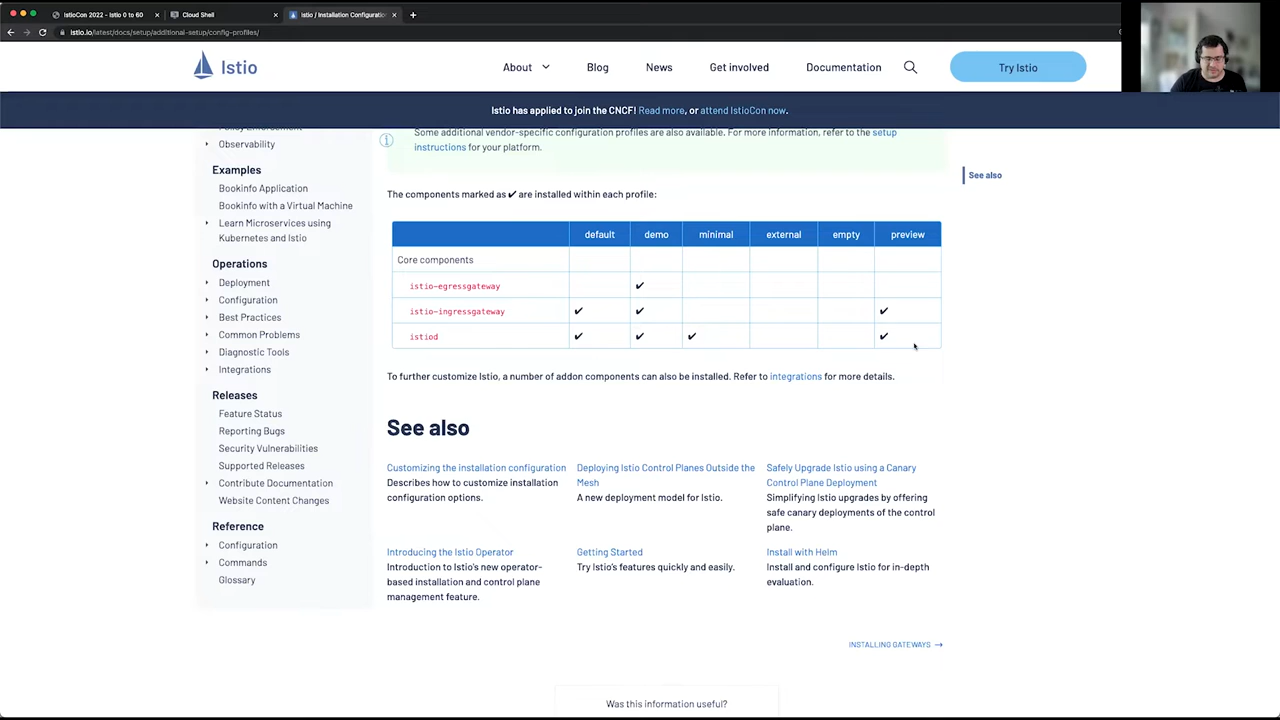 IstioCon 2022 - Istio 0 to 60
Cloud Shell
Istio / Installation Configuratio
istio.io/latest/docs/setup/additional-setup/config-profiles/
Istio
About
Blog
News
Get involved
Documentation
Try Istio
Istio has applied to join the CNCF! Read more, or attend IstioCon now.
Policy Enforcement
Observability
Examples
Bookinfo Application
Bookinfo with a Virtual Machine
Learn Microservices using
Kubernetes and Istio
Operations
Deployment
Configuration
Best Practices
Common Problems
Diagnostic Tools
Integrations
Releases
Feature Status
Reporting Bugs
Security Vulnerabilities
Supported Releases
Contribute Documentation
Website Content Changes
Reference
Configuration
Commands
Glossary
Some additional vendor-specific configuration profiles are also available. For more information, refer to the setup
instructions for your platform.
The components marked as ✔ are installed within each profile:
default demo minimal external empty preview
Core components
istio-egressgateway ✔
istio-ingressgateway ✔ ✔ ✔
istiod ✔ ✔ ✔ ✔
To further customize Istio, a number of addon components can also be installed. Refer to integrations for more details.
See also
Customizing the installation configuration
Describes how to customize installation
configuration options.
Deploying Istio Control Planes Outside the
Mesh
A new deployment model for Istio.
Safely Upgrade Istio using a Canary
Control Plane Deployment
Simplifying Istio upgrades by offering
safe canary deployments of the control
plane.
Introducing the Istio Operator
Introduction to Istio's new operator-
based installation and control plane
management feature.
Getting Started
Try Istio's features quickly and easily.
Install with Helm
Install and configure Istio for in-depth
evaluation.
INSTALLING GATEWAYS →
Was this information useful?
See also